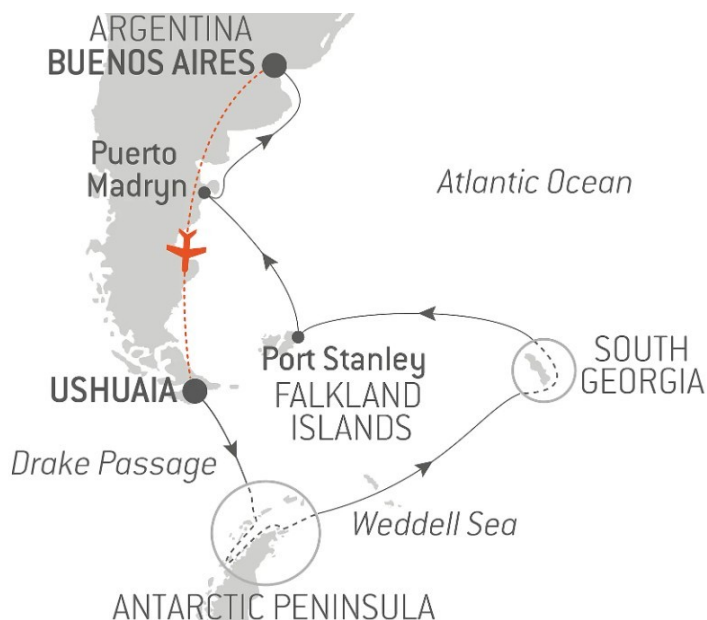 ARGENTINA
BUENOS AIRES
Puerto
Madryn
Atlantic Ocean
Port Stanley
FALKLAND
ISLANDS
SOUTH
GEORGIA
USHUAIA
Drake Passage
Weddell Sea
ANTARCTIC PENINSULA